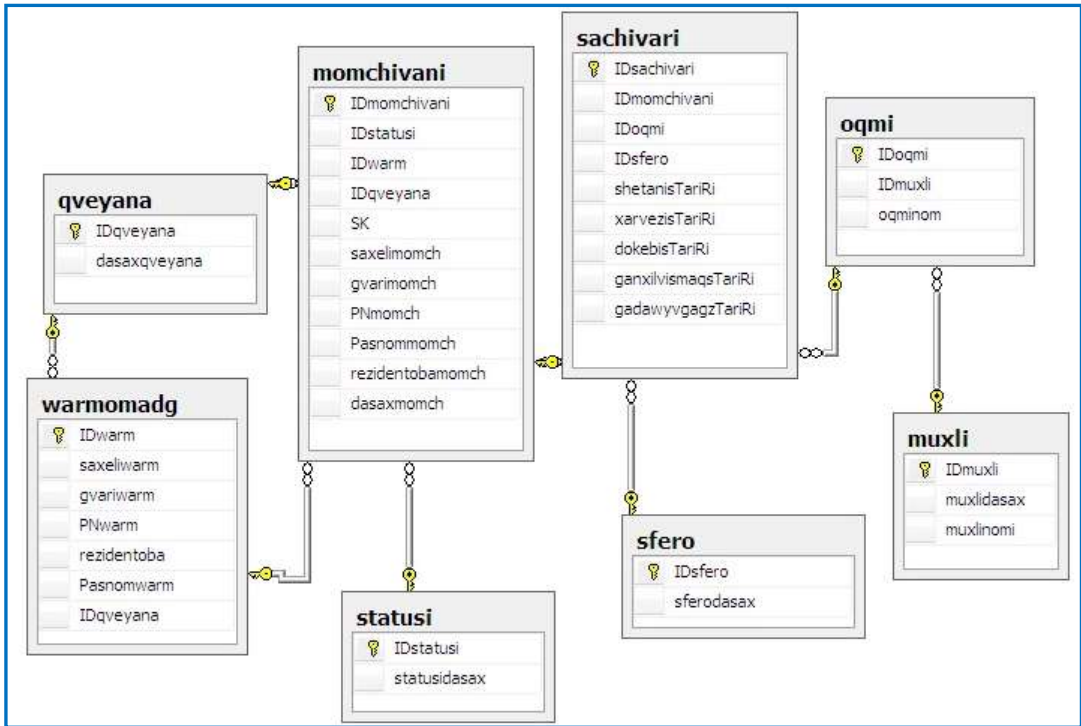 qveyana
IDqveyana
dasaxqveyana
warmomadg
IDwarm
saxeliwarm
gvariwarm
PNwarm
rezidentoba
Pasnomwarm
IDqveyana
momchivani
IDmomchivani
IDstatusi
IDwarm
IDqveyana
SK
saxelimomch
gvarimomch
PNmomch
Pasnommomch
rezidentobamomch
dasaxmomch
statusi
IDstatusi
statusidasax
sachivari
IDsachivari
IDmomchivani
IDoqmi
IDsfero
shetanisTariRi
xarvezisTariRi
dokebisTariRi
ganxilvismaqsTariRi
gadawyvgagzTariRi
sfero
IDsfero
sferodasax
oqmi
IDoqmi
IDmuxli
oqminom
muxli
IDmuxli
muxlidasax
muxlinomi